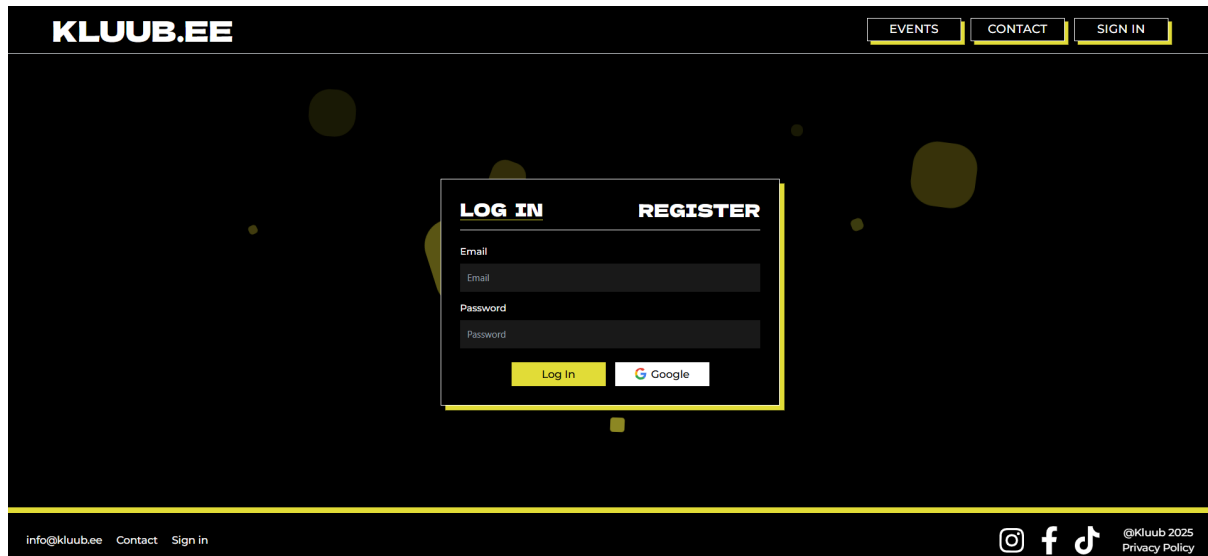 KLUUB.EE
EVENTS CONTACT SIGN IN
LOG IN REGISTER
Email
Email
Password
Password
Log In Google
info@kluub.ee Contact Sign in
@Kluub 2025
Privacy Policy